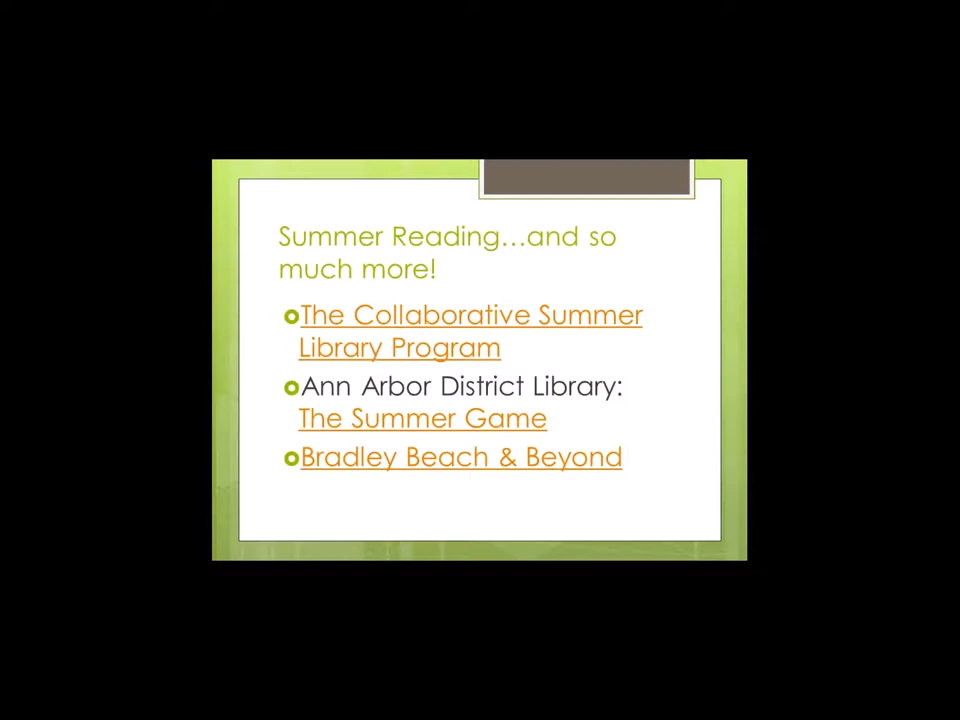 Summer Reading…and so
much more!
The Collaborative Summer
Library Program
Ann Arbor District Library:
The Summer Game
Bradley Beach & Beyond